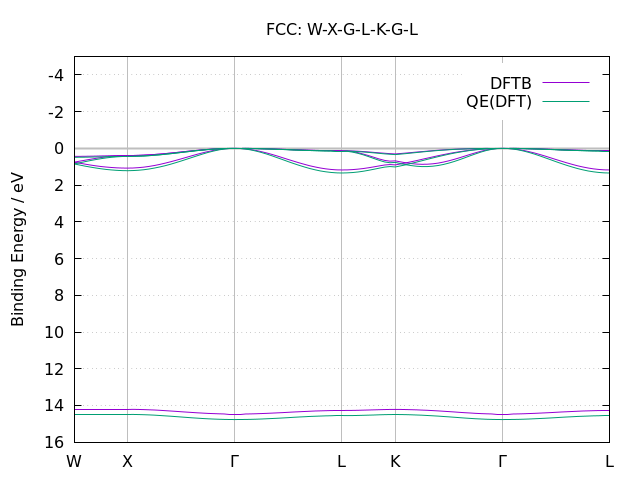 FCC: W-X-G-L-K-G-L
DFTB
QE(DFT)
Binding Energy / eV
-4
-2
0
2
4
6
8
10
12
14
16
W X Γ L K Γ L